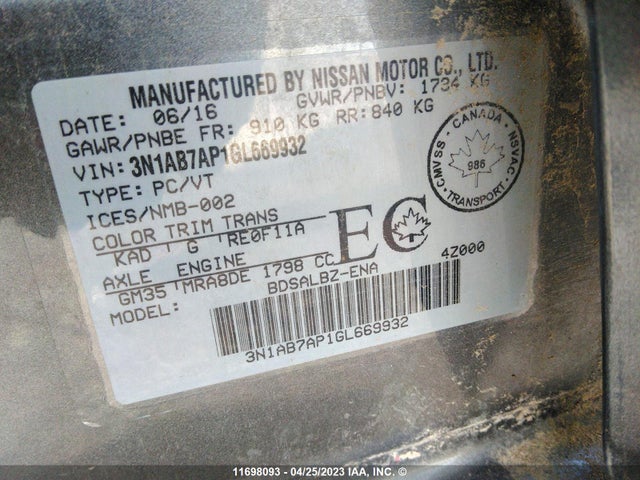 MANUFACTURED BY NISSAN MOTOR CO., LTD.
DATE: 06/16 GVWR/PNBV: 1734 KG
GAWR/PNBE FR: 910 KG RR: 840 KG
VIN: 3N1AB7AP1GL669932
TYPE: PC/VT
ICES/NMB-002
COLOR TRIM TRANS
KAD G RE0F11A
AXLE ENGINE
GM35 MRA8DE 1798 CC
MODEL: BDSALBZ-ENA
EC
4Z000
CANADA
CMVSS NSVAC
986
TRANSPORT
3N1AB7AP1GL669932
11698093 - 04/25/2023 IAA, Inc.